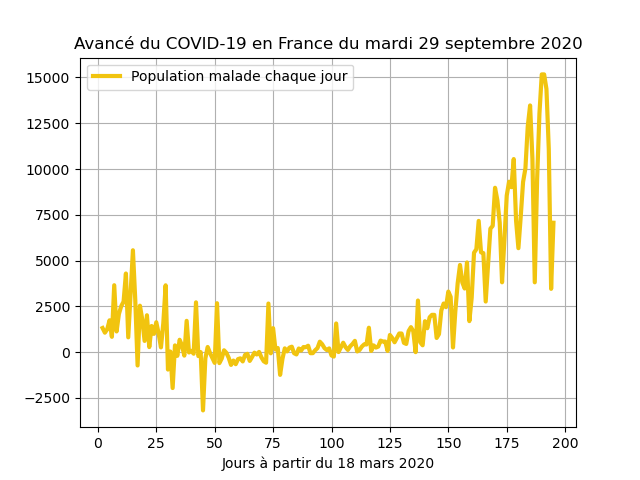 Avancé du COVID-19 en France du mardi 29 septembre 2020
Population malade chaque jour
15000
12500
10000
7500
5000
2500
0
−2500
0 25 50 75 100 125 150 175 200
Jours à partir du 18 mars 2020